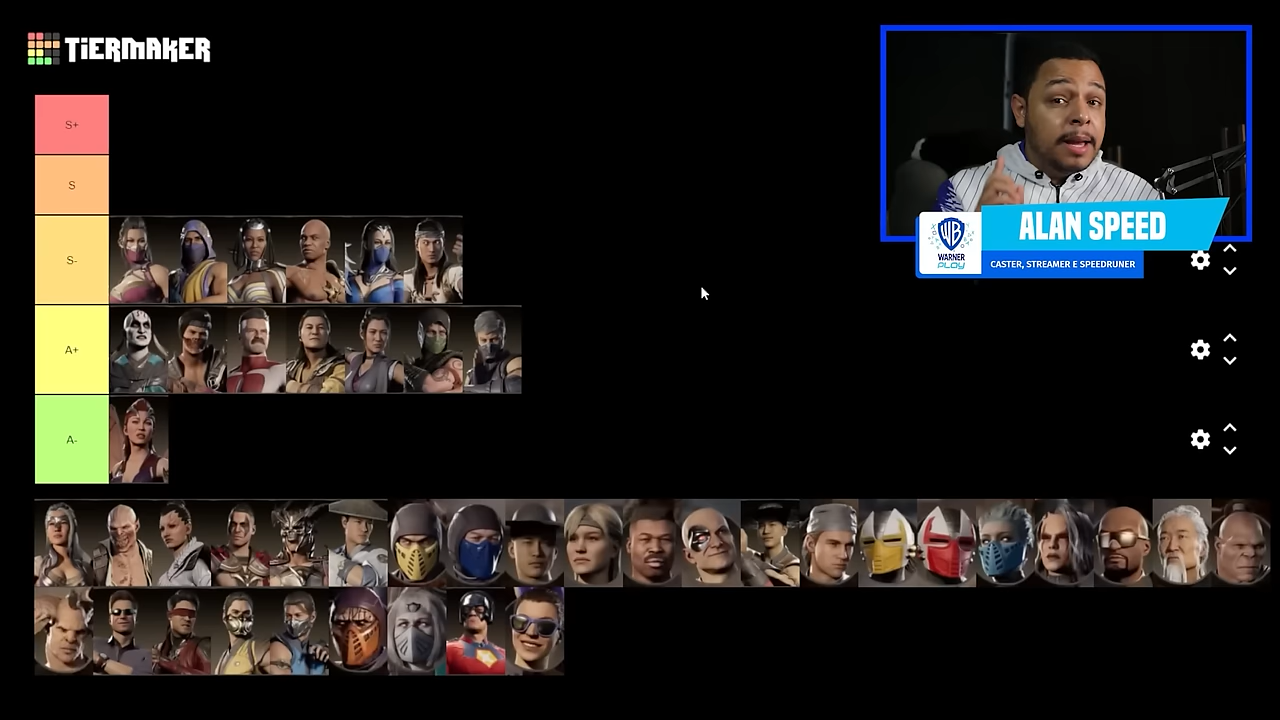 TiERMAKER
S+
S
S-
A+
A-
ALAN SPEED
WB
WARNER
PLAY
CASTER, STREAMER E SPEEDRUNER